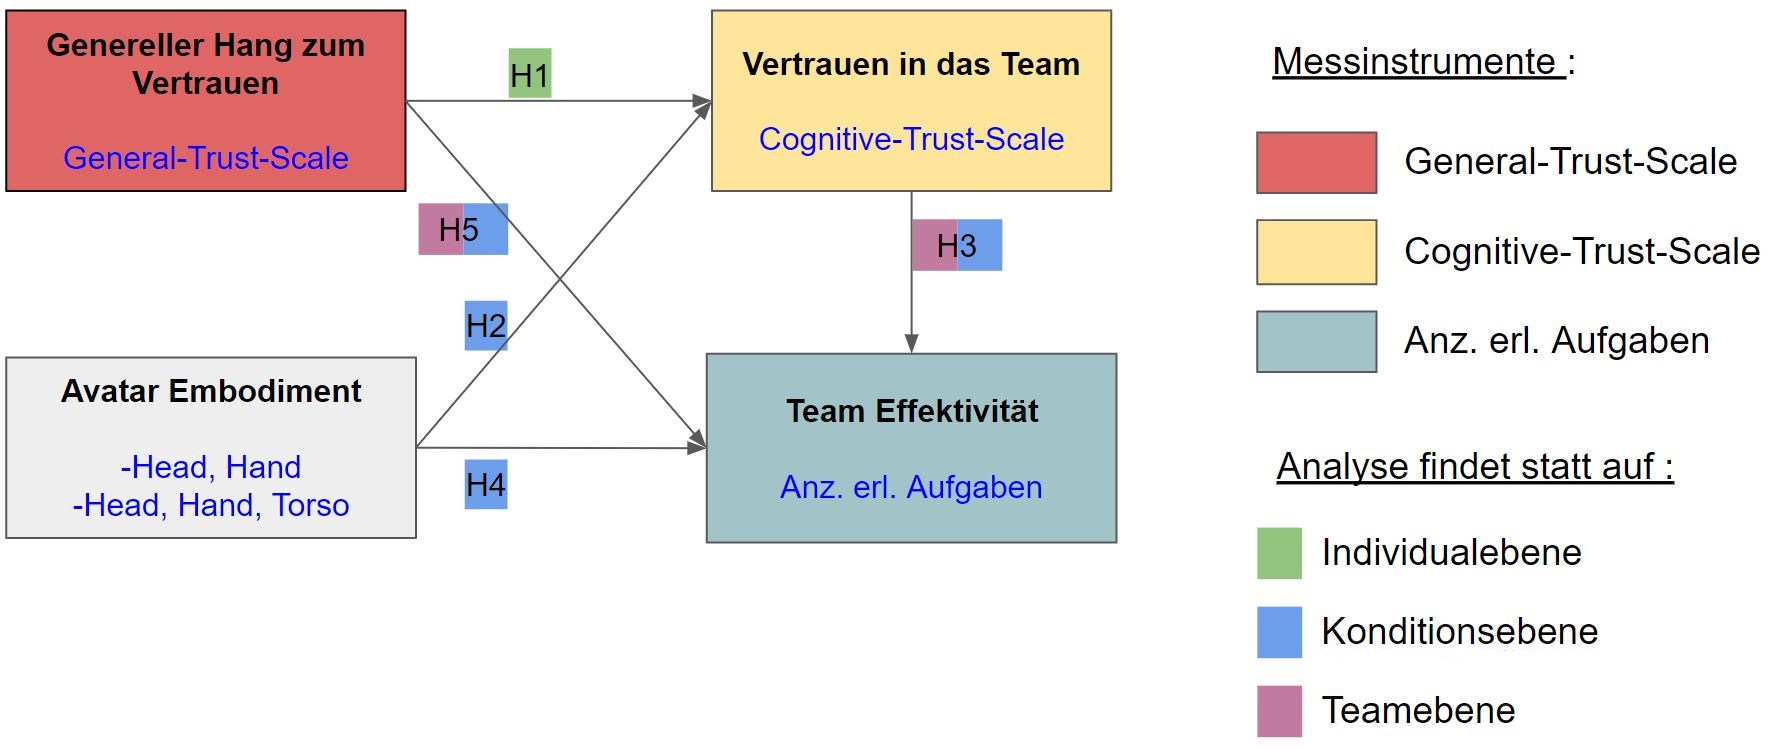 Genereller Hang zum
Vertrauen
General-Trust-Scale
H1
Vertrauen in das Team
Cognitive-Trust-Scale
H5
H3
H2
Avatar Embodiment
-Head, Hand
-Head, Hand, Torso
H4
Team Effektivität
Anz. erl. Aufgaben
Messinstrumente :
General-Trust-Scale
Cognitive-Trust-Scale
Anz. erl. Aufgaben
Analyse findet statt auf :
Individualebene
Konditionsebene
Teamebene